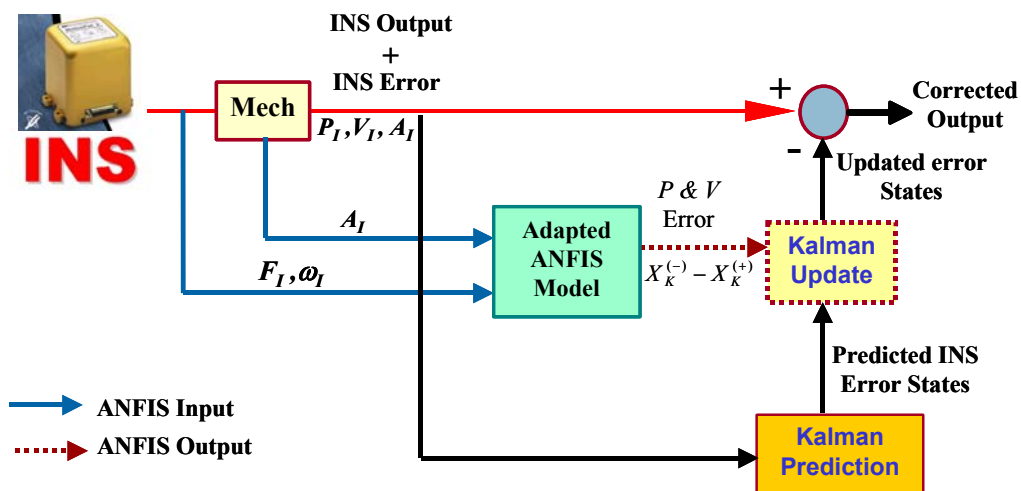 INS Output
+
INS Error
INS
Mech
P_I , V_I , A_I
+
-
Corrected
Output
Updated error
States
A_I
F_I , ω_I
Adapted
ANFIS
Model
P & V
Error
X_K^(−) − X_K^(+)
Kalman
Update
Predicted INS
Error States
Kalman
Prediction
ANFIS Input
ANFIS Output